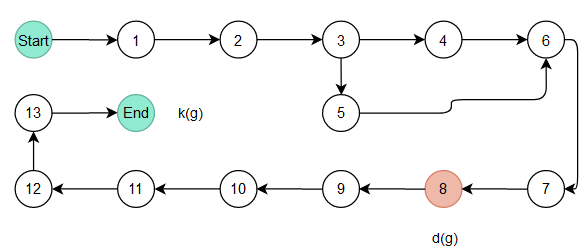 Start 1 2 3 4 6
13 End k(g) 5
12 11 10 9 8 7
d(g)